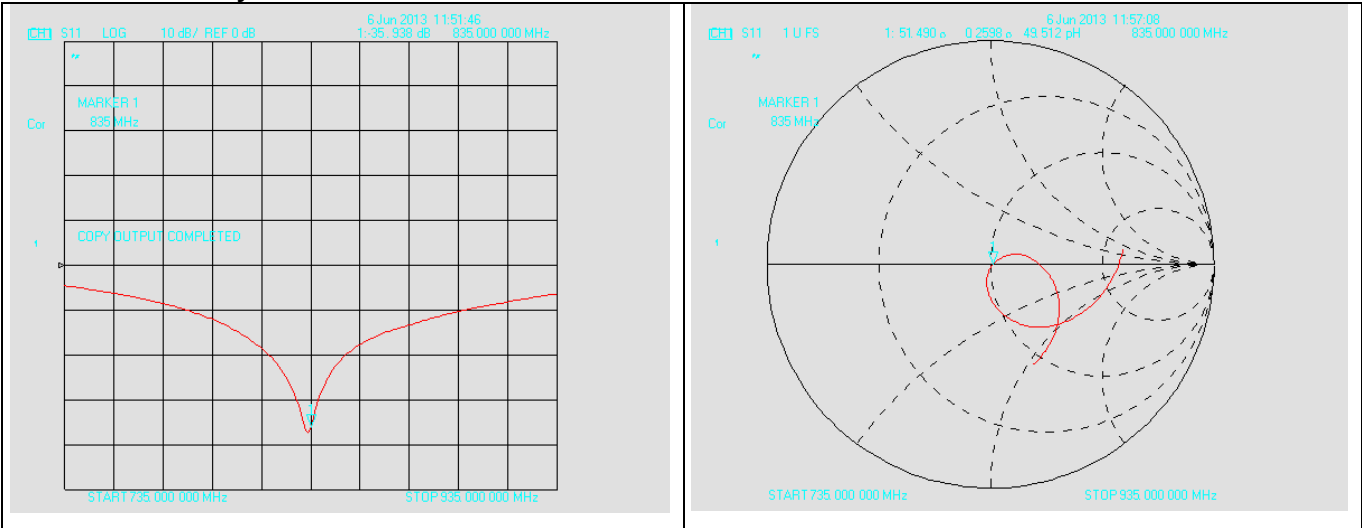 6 Jun 2013 11:51:46
CH1 S11 LOG 10 dB/ REF 0 dB 1:-35.938 dB 835.000 000 MHz
MARKER 1
835 MHz
Cor
COPY OUTPUT COMPLETED
1
1
START 735.000 000 MHz STOP 935.000 000 MHz
6 Jun 2013 11:57:08
CH1 S11 1 U FS 1: 51.490 Ω 0.2598 Ω 49.512 pH 835.000 000 MHz
MARKER 1
835 MHz
Cor
1
1
START 735.000 000 MHz STOP 935.000 000 MHz